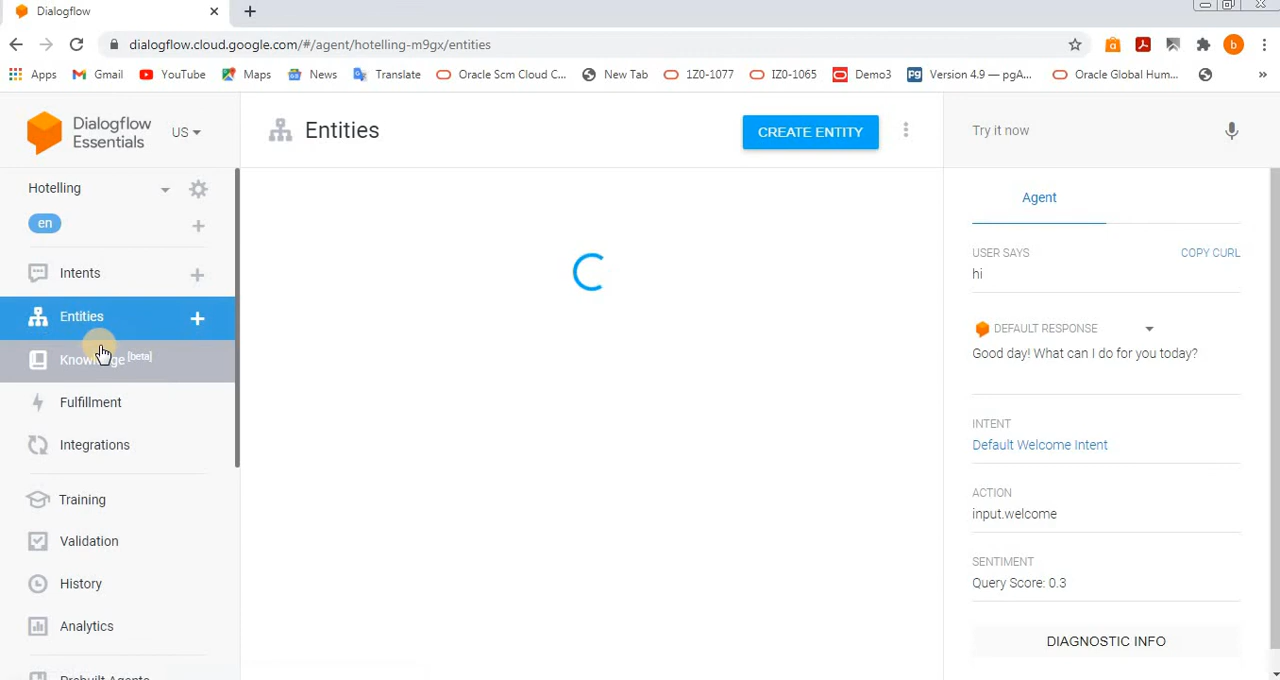 Dialogflow
dialogflow.cloud.google.com/#/agent/hotelling-m9gx/entities
b
Apps
Gmail
YouTube
Maps
News
Translate
Oracle Scm Cloud C...
New Tab
1Z0-1077
IZ0-1065
Demo3
Version 4.9 — pgA...
Oracle Global Hum...
Dialogflow
Essentials
US
Entities
CREATE ENTITY
Try it now
Hotelling
en
Intents
Entities
Knowledge [beta]
Fulfillment
Integrations
Training
Validation
History
Analytics
Prebuilt Agents
Agent
USER SAYS
COPY CURL
hi
DEFAULT RESPONSE
Good day! What can I do for you today?
INTENT
Default Welcome Intent
ACTION
input.welcome
SENTIMENT
Query Score: 0.3
DIAGNOSTIC INFO